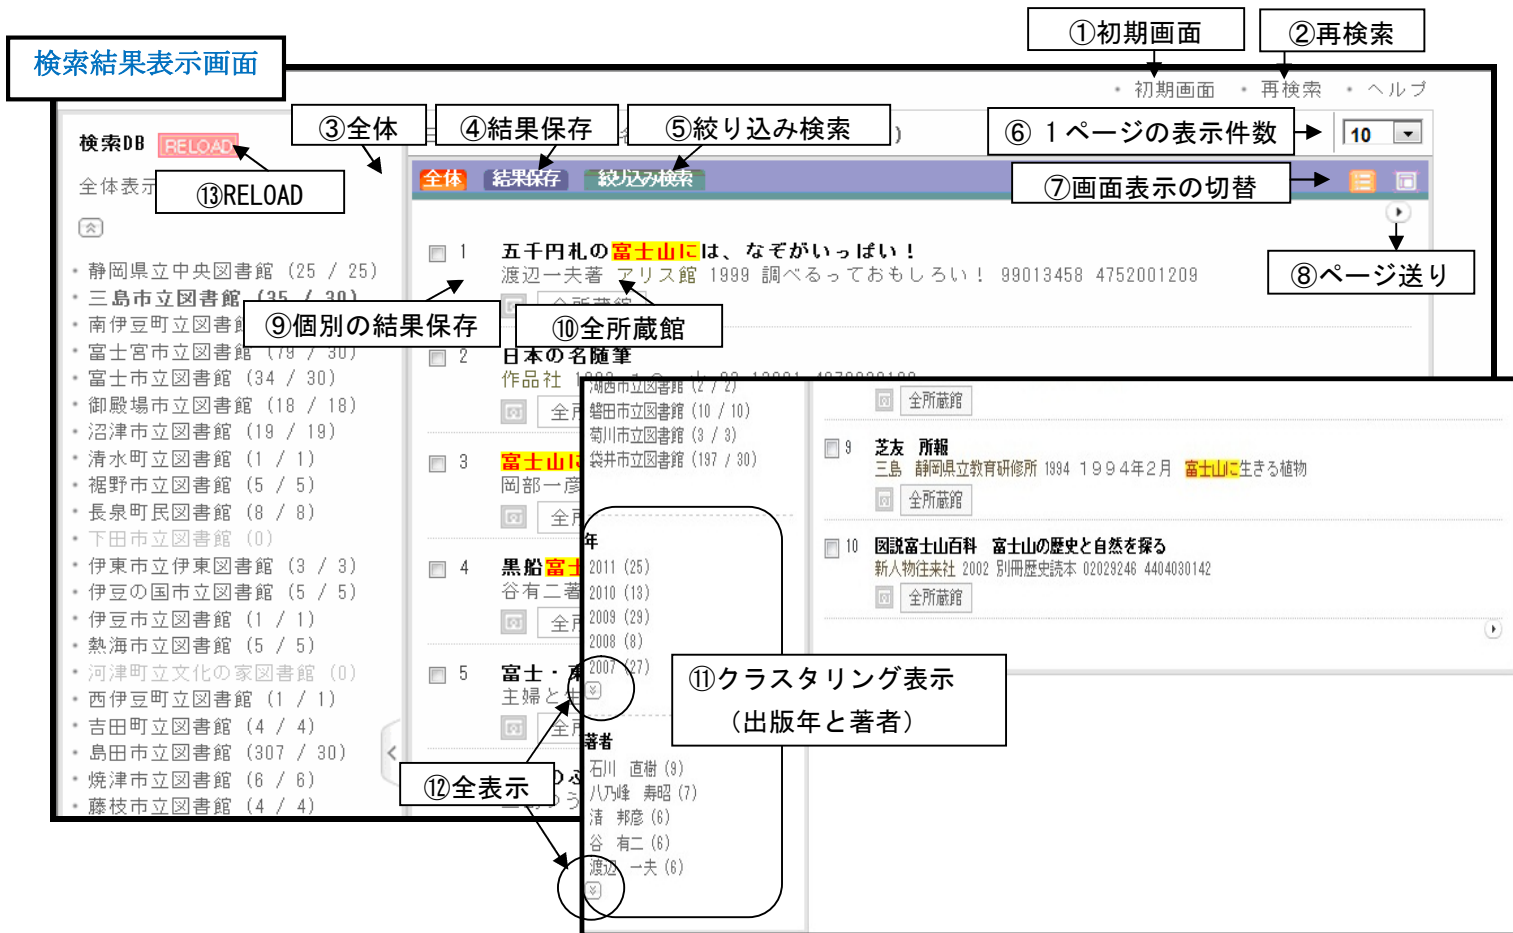 ①初期画面
②再検索
検索結果表示画面
・ 初期画面 ・ 再検索 ・ ヘルプ
検索DB RELOAD
③全体
④結果保存
⑤絞り込み検索
)
⑥ 1 ページの表示件数
10
全体表示
⑬RELOAD
全体 結果保存 絞り込み検索
⑦画面表示の切替
⑧ページ送り
・静岡県立中央図書館 (25 / 25)
・三島市立図書館 (35 / 30)
・南伊豆町立図書館
・富士宮市立図書館 (79 / 30)
・富士市立図書館 (34 / 30)
・御殿場市立図書館 (18 / 18)
・沼津市立図書館 (19 / 19)
・清水町立図書館 (1 / 1)
・裾野市立図書館 (5 / 5)
・長泉町民図書館 (8 / 8)
・下田市立図書館 (0)
・伊東市立伊東図書館 (3 / 3)
・伊豆の国市立図書館 (5 / 5)
・伊豆市立図書館 (1 / 1)
・熱海市立図書館 (5 / 5)
・河津町立文化の家図書館 (0)
・西伊豆町立図書館 (1 / 1)
・吉田町立図書館 (4 / 4)
・島田市立図書館 (307 / 30)
・焼津市立図書館 (6 / 6)
・藤枝市立図書館 (4 / 4)
1 五千円札の富士山には、なぞがいっぱい！
渡辺一夫著 アリス館 1999 調べるっておもしろい！ 99013458 4752001209
全所蔵館
⑨個別の結果保存
⑩全所蔵館
2 日本の名随筆
作品社
全所
3 富士山に
岡部一彦
全所
4 黒船富士
谷有二著
全所
5 富士・
主婦と
全所
⑫全表示
湖西市立図書館 (2 / 2)
磐田市立図書館 (10 / 10)
菊川市立図書館 (3 / 3)
袋井市立図書館 (197 / 30)
年
2011 (25)
2010 (13)
2009 (29)
2008 (8)
2007 (27)
著者
石川 直樹 (9)
八乃峰 寿昭 (7)
清 邦彦 (6)
谷 有二 (6)
渡辺 一夫 (6)
⑪クラスタリング表示
（出版年と著者）
全所蔵館
9 芝友 所報
三島 静岡県立教育研修所 1994 １９９４年２月 富士山に生きる植物
全所蔵館
10 図説富士山百科 富士山の歴史と自然を探る
新人物往来社 2002 別冊歴史読本 02029246 4404030142
全所蔵館